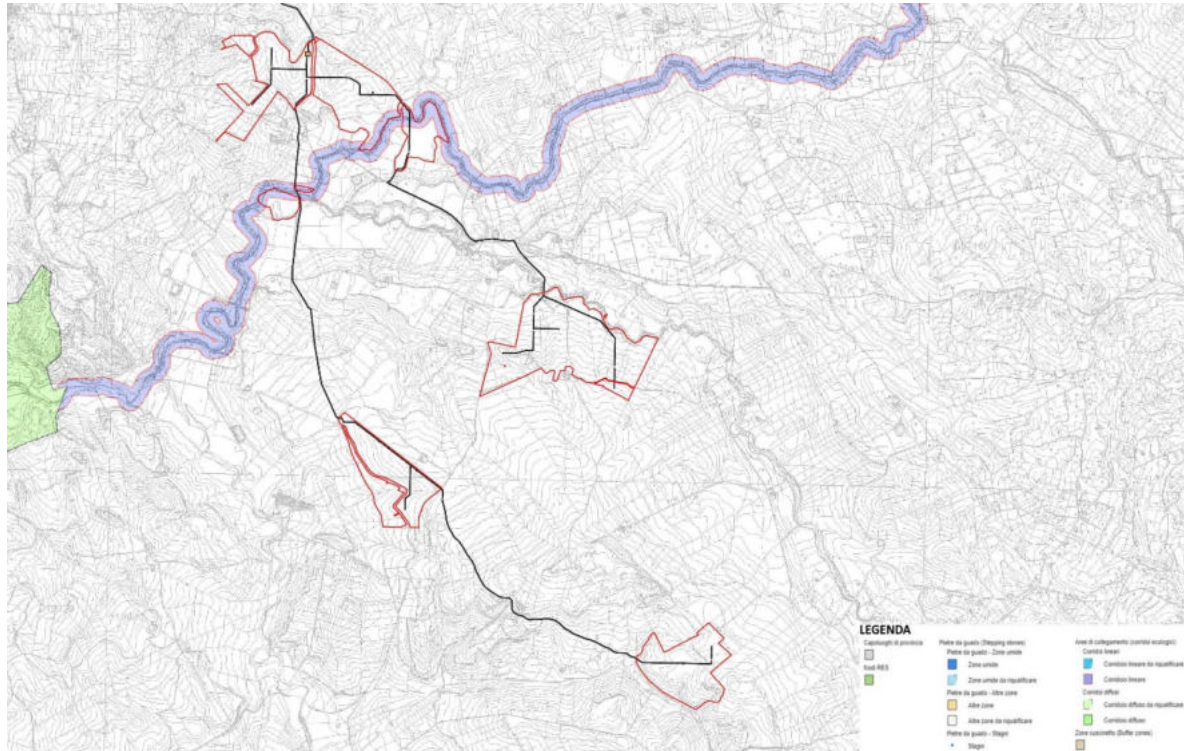 LEGENDA
Capoluoghi di provincia
Nodi RES
Pietre da guado (Stepping stones)
Pietre da guado - Zone umide
Zone umide
Zone umide da riqualificare
Pietre da guado - Altre zone
Altre zone
Altre zone da riqualificare
Pietre da guado - Stagni
Stagni
Aree di collegamento (corridoi ecologici)
Corridoi lineari
Corridoio lineare da riqualificare
Corridoio lineare
Corridoi diffusi
Corridoio diffuso da riqualificare
Corridoio diffuso
Zone cuscinetto (Buffer zones)